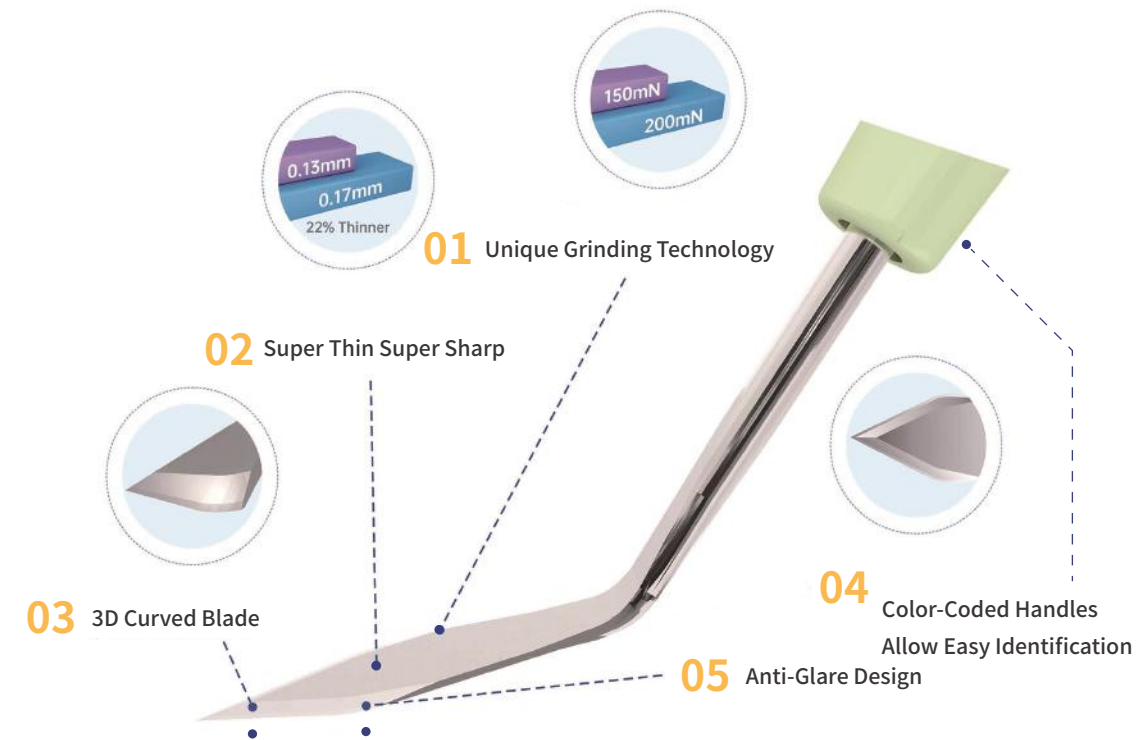 150mN
200mN
0.13mm
0.17mm
22% Thinner
01 Unique Grinding Technology
02 Super Thin Super Sharp
03 3D Curved Blade
04 Color-Coded Handles
Allow Easy Identification
05 Anti-Glare Design